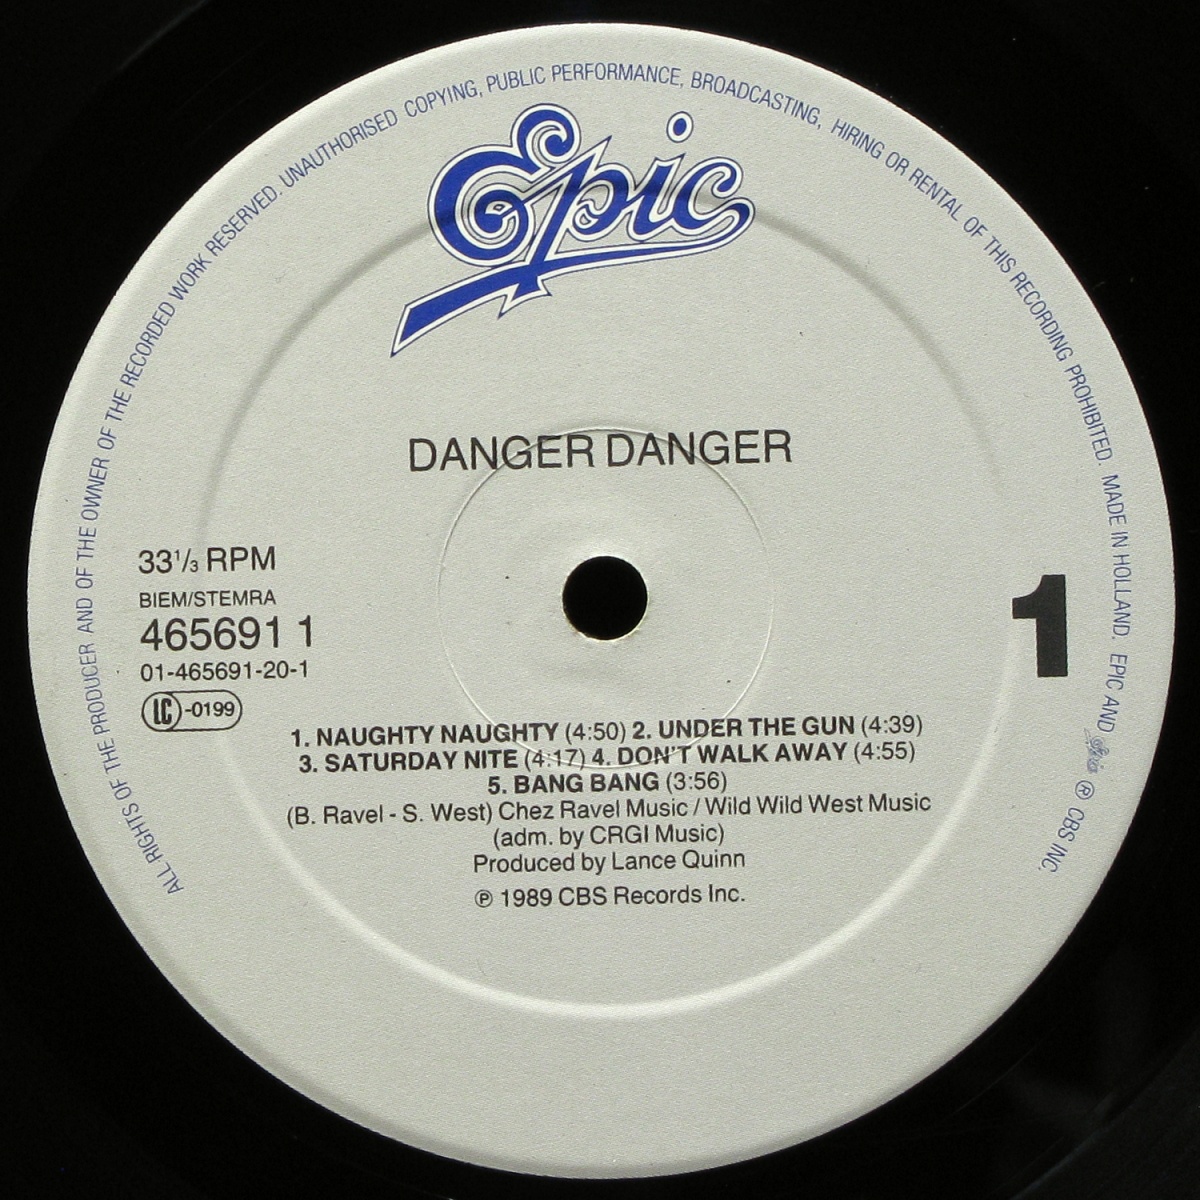 ALL RIGHTS OF THE PRODUCER AND OF THE OWNER OF THE RECORDED WORK RESERVED. UNAUTHORISED COPYING, PUBLIC PERFORMANCE, BROADCASTING, HIRING OR RENTAL OF THIS RECORDING PROHIBITED. MADE IN HOLLAND. EPIC AND Epic ® CBS INC.
Epic
DANGER DANGER
33 1/3 RPM
BIEM/STEMRA
465691 1
01-465691-20-1
LC-0199
1
1. NAUGHTY NAUGHTY (4:50) 2. UNDER THE GUN (4:39)
3. SATURDAY NITE (4:17) 4. DON'T WALK AWAY (4:55)
5. BANG BANG (3:56)
(B. Ravel - S. West) Chez Ravel Music / Wild Wild West Music
(adm. by CRGI Music)
Produced by Lance Quinn
℗ 1989 CBS Records Inc.